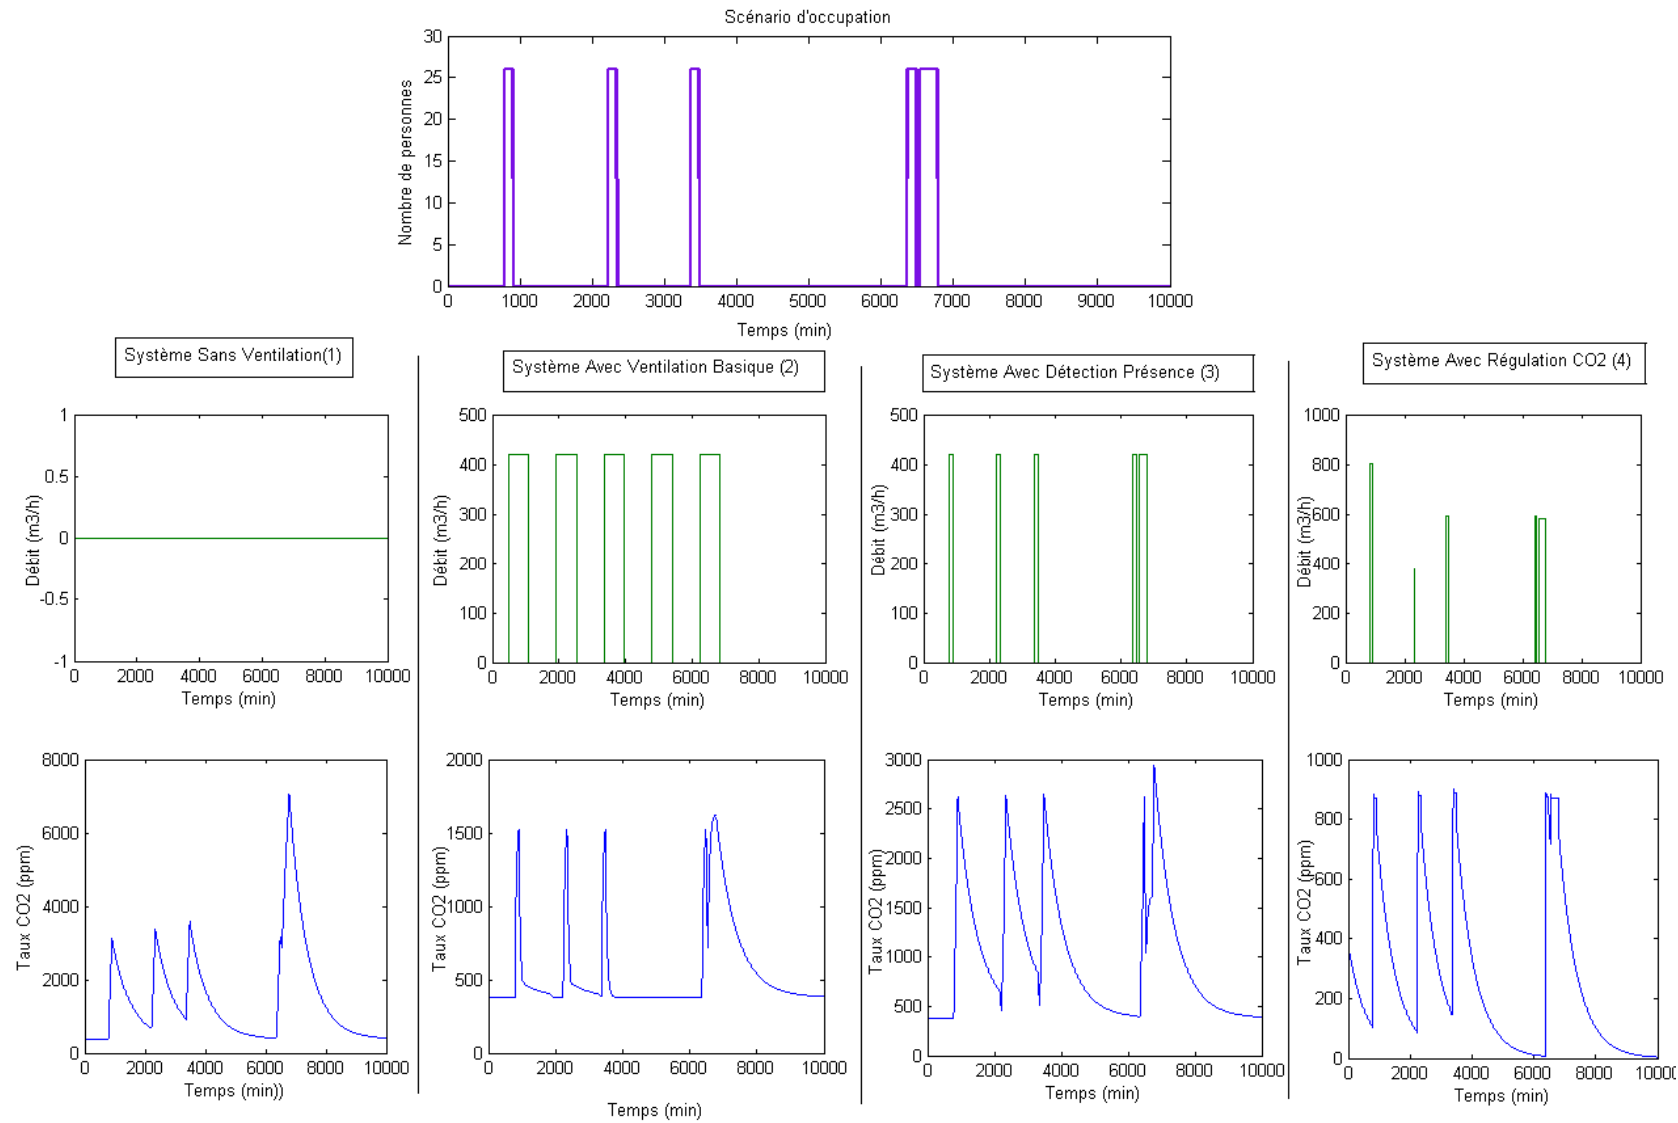 Scénario d'occupation
30
25
20
15
10
5
0
Nombre de personnes
0 1000 2000 3000 4000 5000 6000 7000 8000 9000 10000
Temps (min)
Système Sans Ventilation(1)
Système Avec Ventilation Basique (2)
Système Avec Détection Présence (3)
Système Avec Régulation CO2 (4)
1
0.5
0
-0.5
-1
Débit (m3/h)
0 2000 4000 6000 8000 10000
Temps (min)
500
400
300
200
100
0
Débit (m3/h)
0 2000 4000 6000 8000 10000
Temps (min)
500
400
300
200
100
0
Débit (m3/h)
0 2000 4000 6000 8000 10000
Temps (min)
1000
800
600
400
200
0
Débit (m3/h)
0 2000 4000 6000 8000 10000
Temps (min)
8000
6000
4000
2000
0
Taux CO2 (ppm)
0 2000 4000 6000 8000 10000
Temps (min))
2000
1500
1000
500
0
Taux CO2 (ppm)
0 2000 4000 6000 8000 10000
Temps (min)
3000
2500
2000
1500
1000
500
0
Taux CO2 (ppm)
0 2000 4000 6000 8000 10000
Temps (min)
1000
800
600
400
200
0
Taux CO2 (ppm)
0 2000 4000 6000 8000 1000
Temps (min)